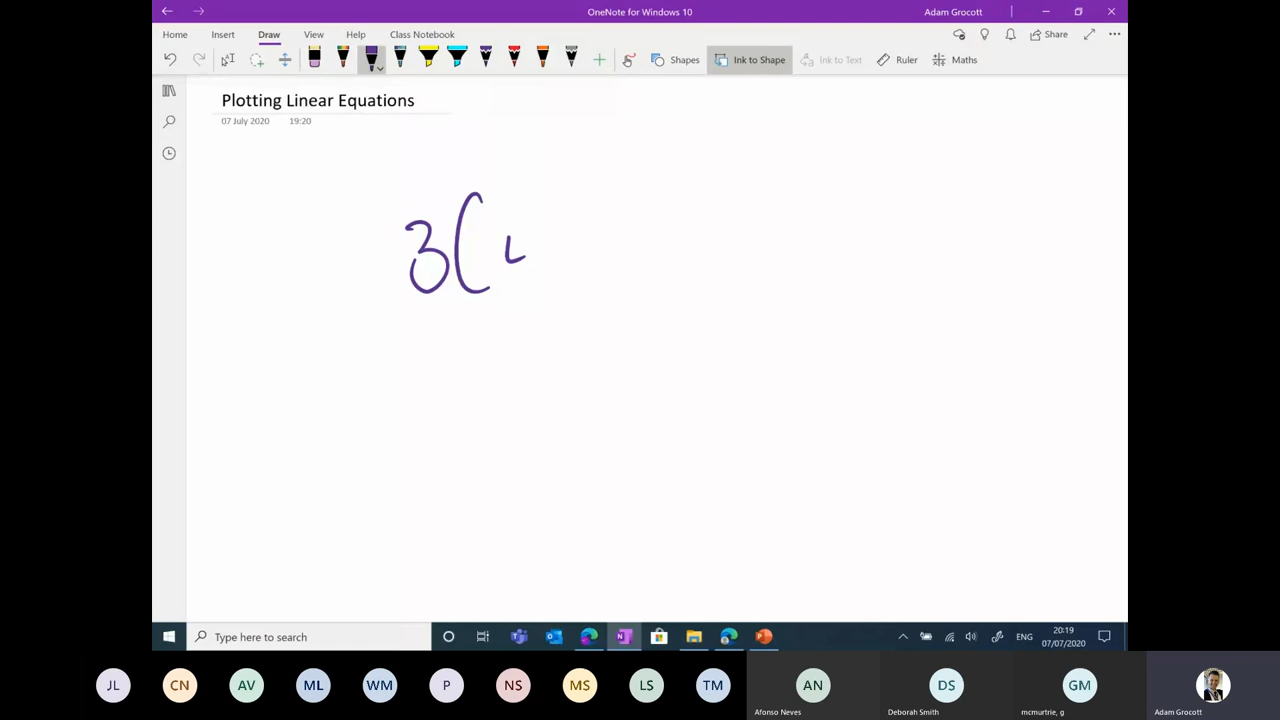 OneNote for Windows 10
Adam Grocott
Home Insert Draw View Help Class Notebook
Share
Shapes Ink to Shape Ink to Text Ruler Maths
Plotting Linear Equations
07 July 2020 19:20
3(
Type here to search
ENG
20:19
07/07/2020
JL CN AV ML WM P NS MS LS TM AN DS GM
Afonso Neves Deborah Smith mcmurtrie, g Adam Grocott